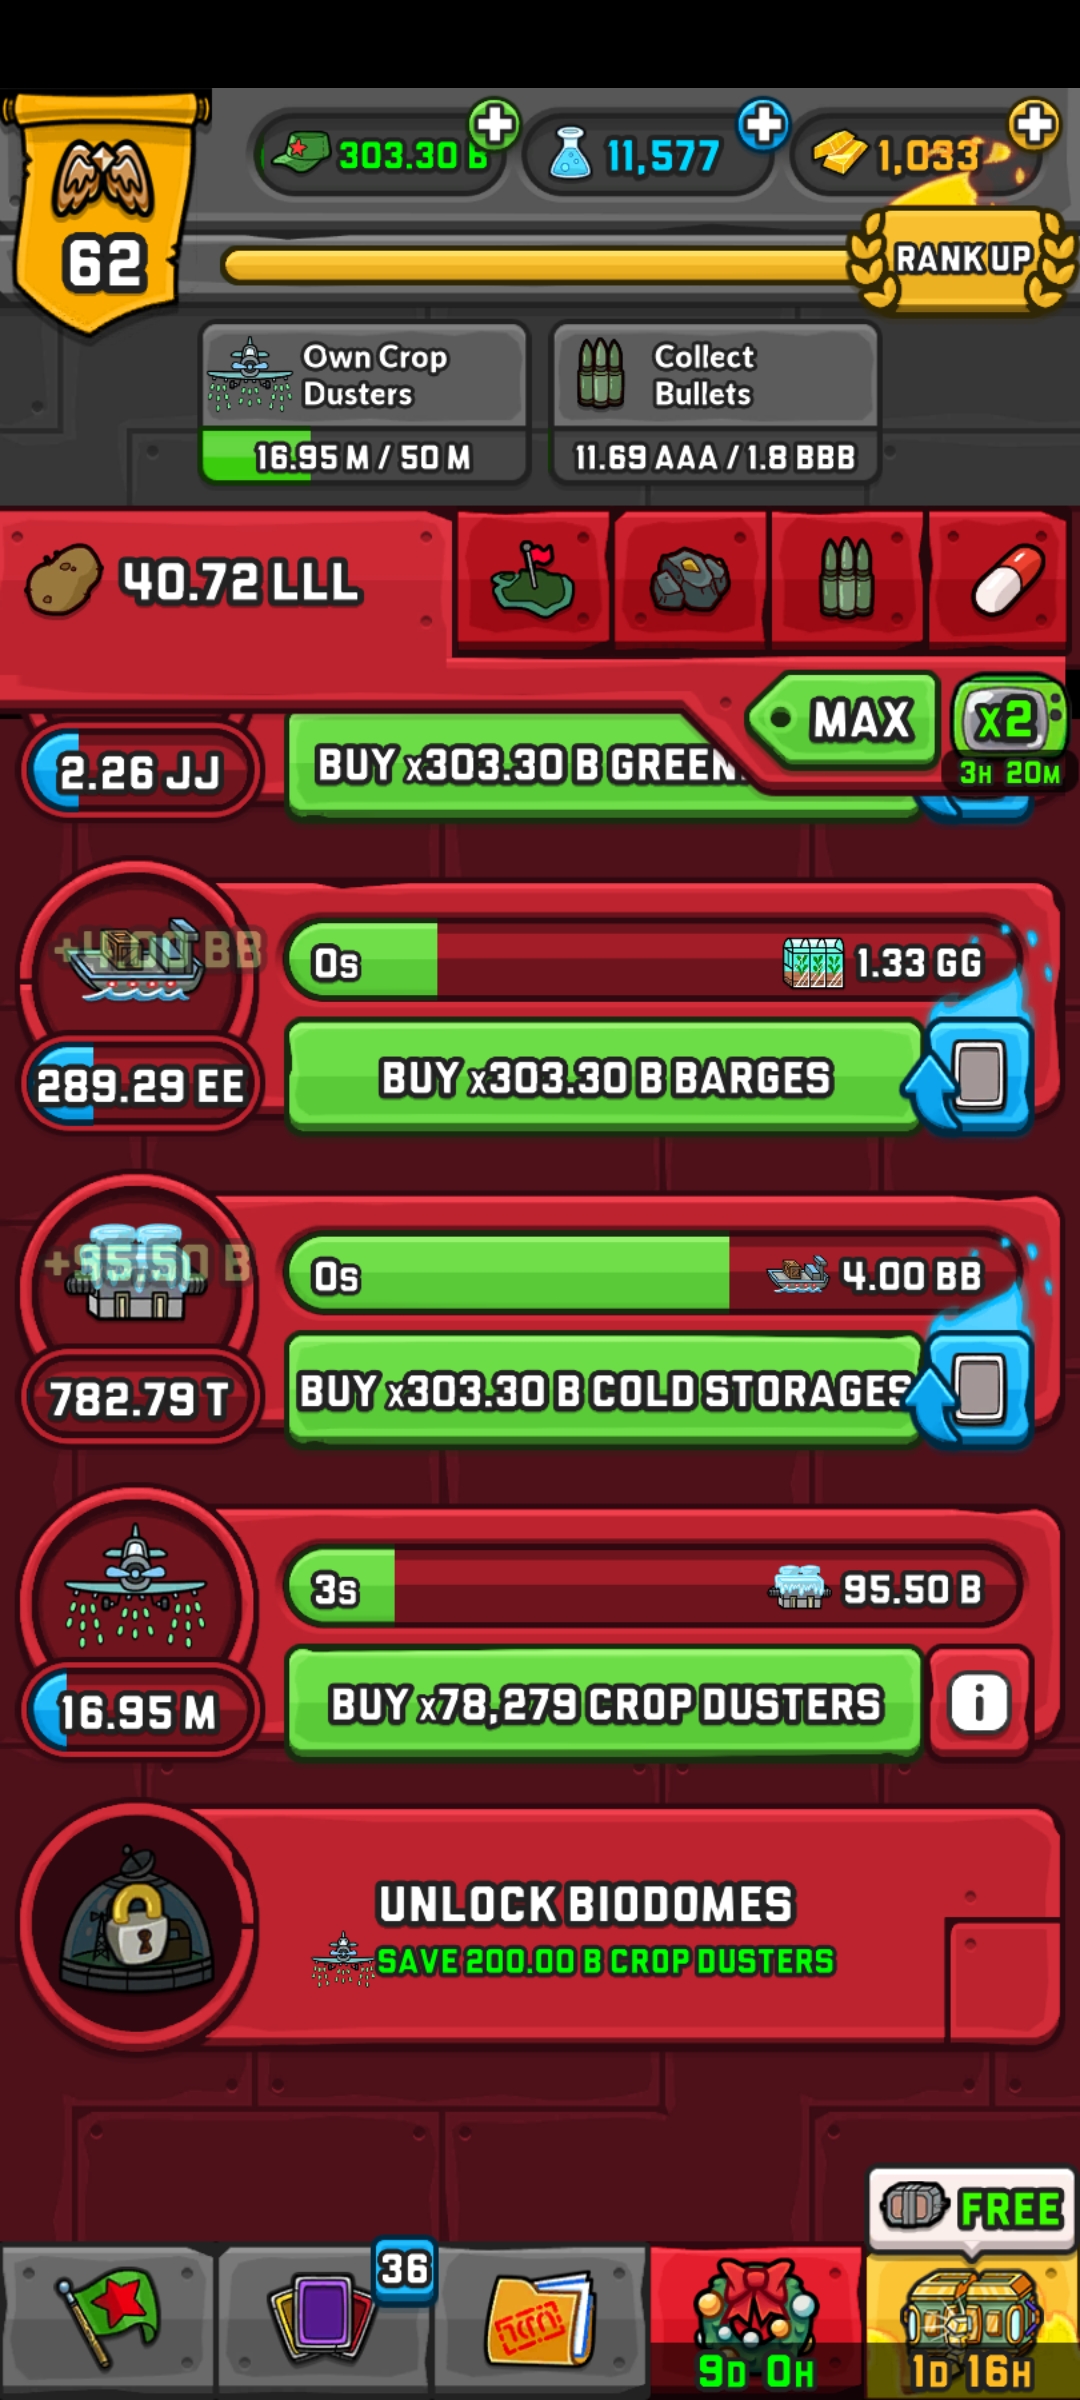 303.30 B
11,577
1,033
62
RANK UP
Own Crop
Dusters
Collect
Bullets
16.95 M / 50 M
11.69 AAA / 1.8 BBB
40.72 LLL
MAX
x2
3H 20M
2.26 JJ
BUY x303.30 B GREEN
+4.00 BB
0s
1.33 GG
289.29 EE
BUY x303.30 B BARGES
+95.50 B
0s
4.00 BB
782.79 T
BUY x303.30 B COLD STORAGES
3s
95.50 B
16.95 M
BUY x78,279 CROP DUSTERS
i
UNLOCK BIODOMES
SAVE 200.00 B CROP DUSTERS
FREE
36
9D 0H
1D 16H